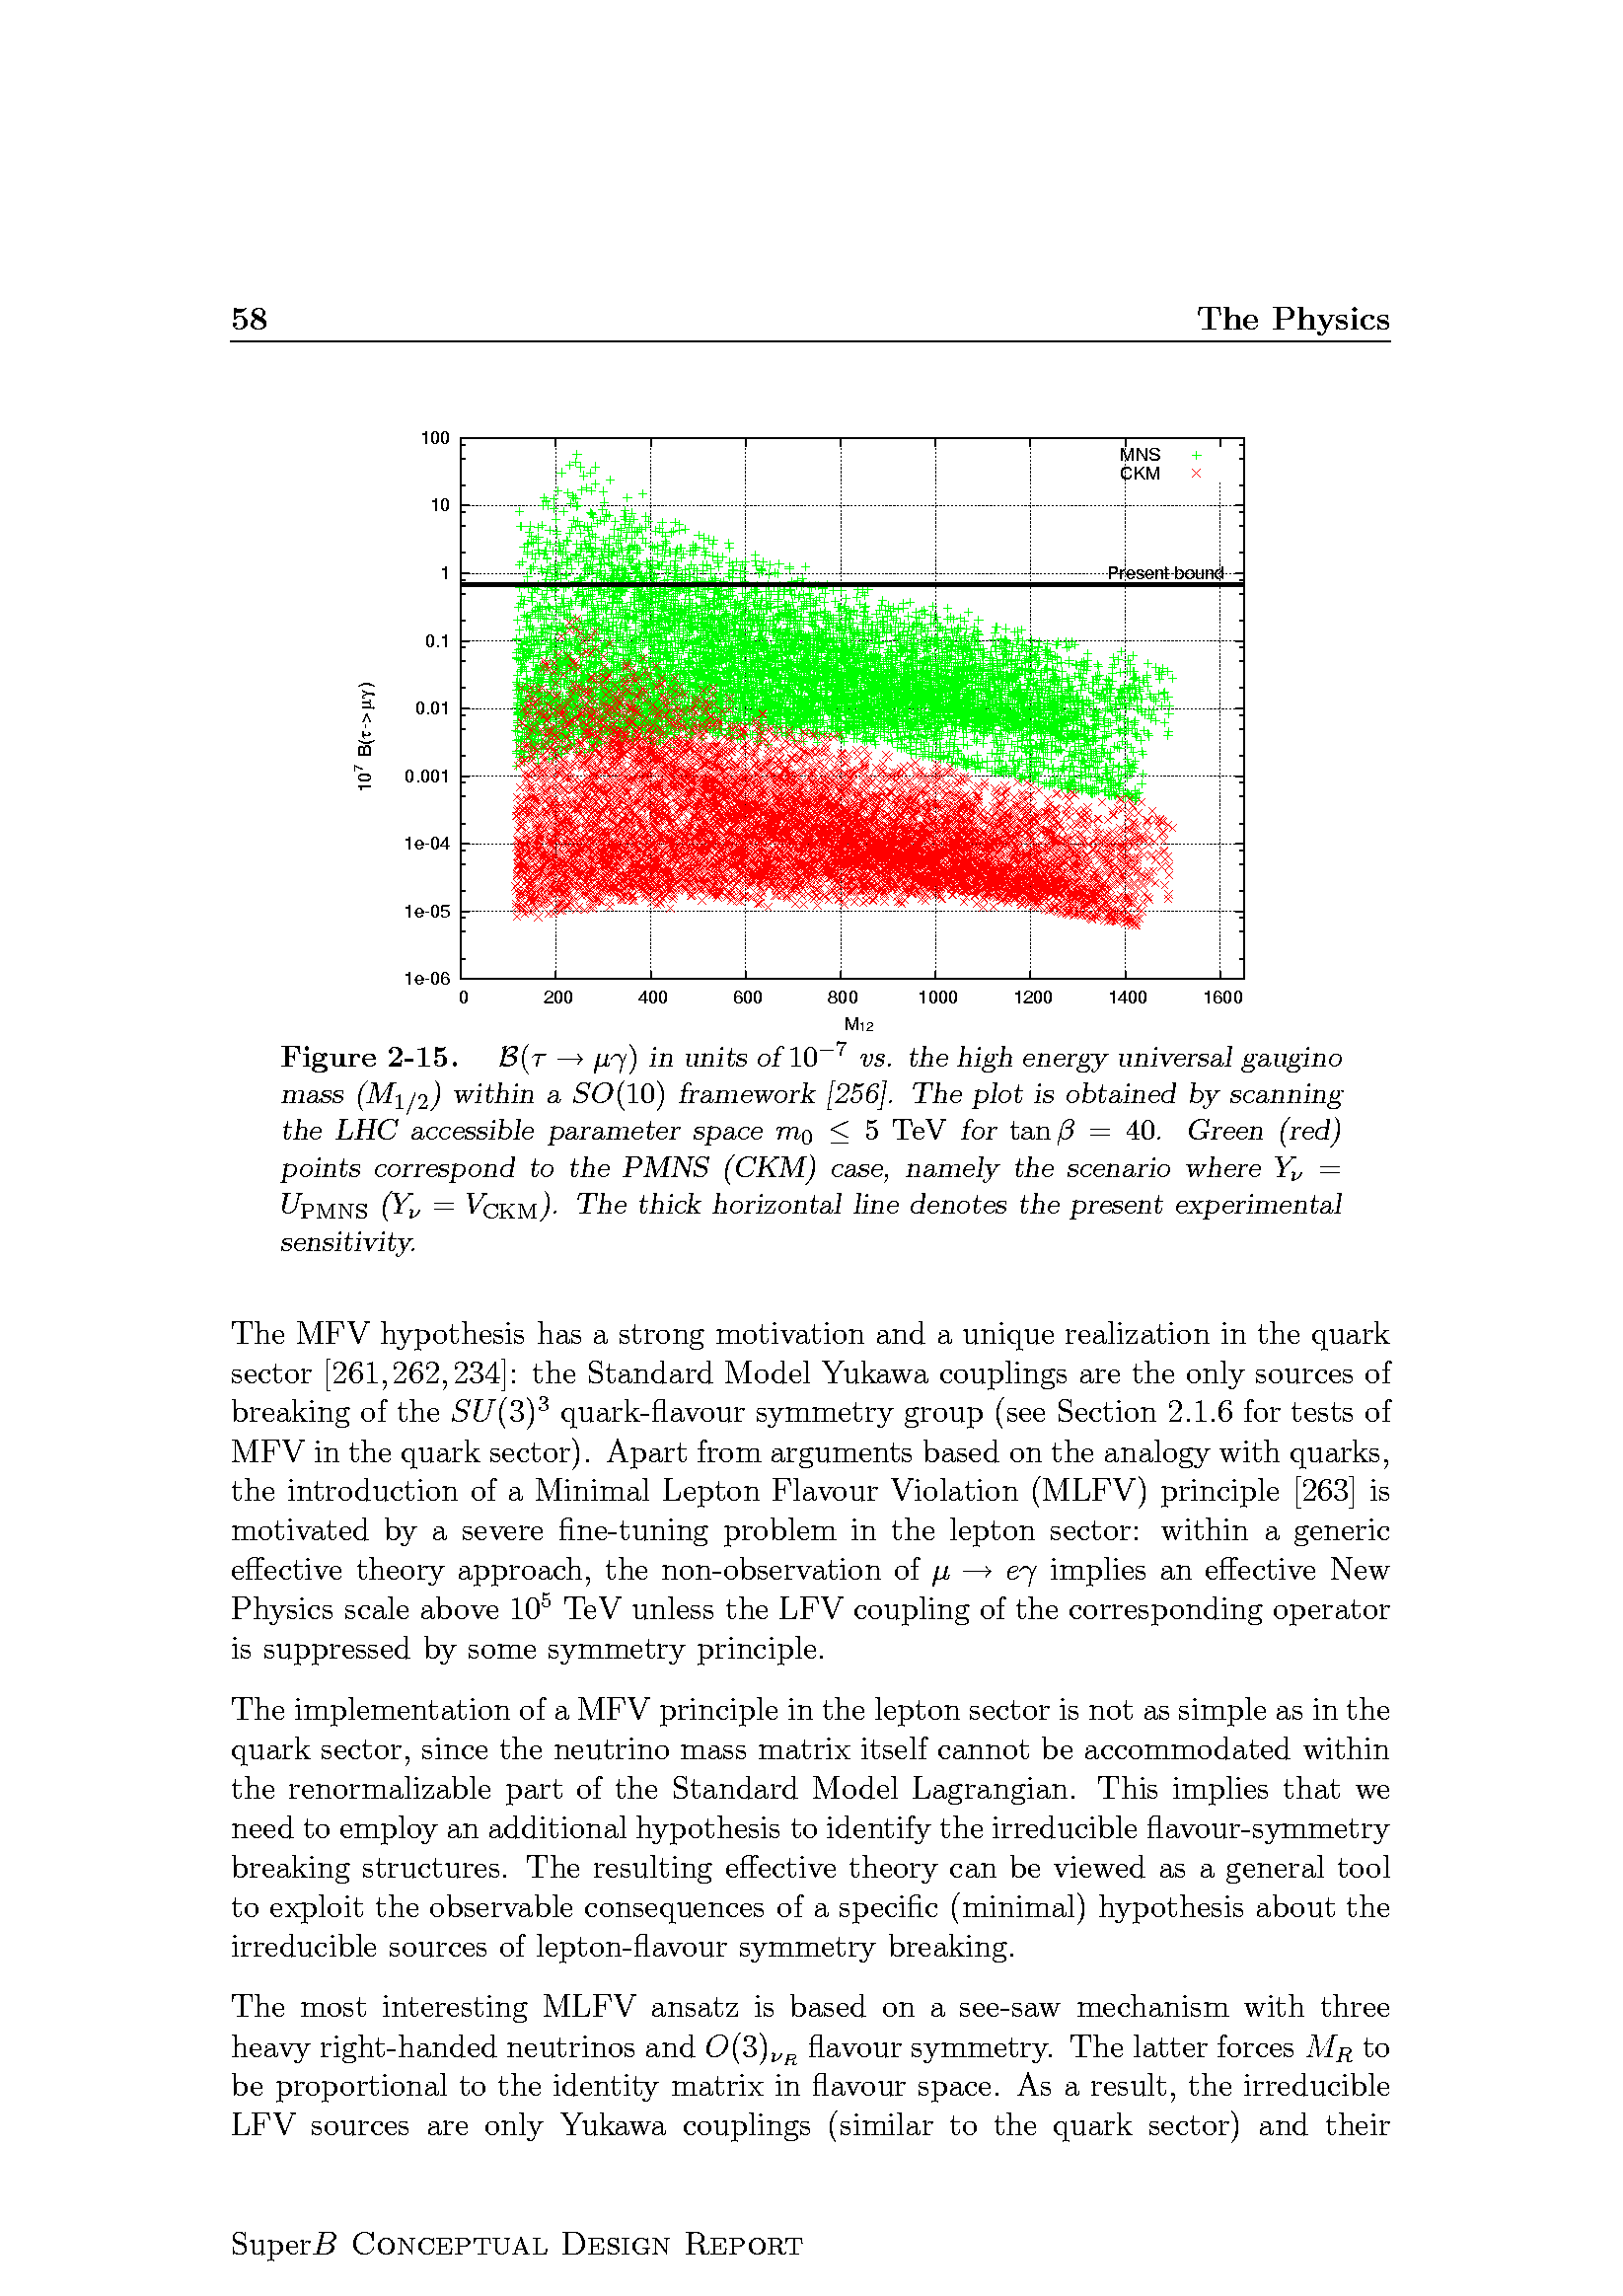 58 The Physics
100
10
1
0.1
0.01
0.001
1e-04
1e-05
1e-06
10^7 B(τ->μγ)
MNS
CKM
Present bound
0 200 400 600 800 1000 1200 1400 1600
M12
Figure 2-15. B(τ → μγ) in units of 10^−7 vs. the high energy universal gaugino
mass (M1/2) within a SO(10) framework [256]. The plot is obtained by scanning
the LHC accessible parameter space m0 ≤ 5 TeV for tan β = 40. Green (red)
points correspond to the PMNS (CKM) case, namely the scenario where Yν =
UPMNS (Yν = VCKM). The thick horizontal line denotes the present experimental
sensitivity.
The MFV hypothesis has a strong motivation and a unique realization in the quark
sector [261, 262, 234]: the Standard Model Yukawa couplings are the only sources of
breaking of the SU(3)^3 quark-flavour symmetry group (see Section 2.1.6 for tests of
MFV in the quark sector). Apart from arguments based on the analogy with quarks,
the introduction of a Minimal Lepton Flavour Violation (MLFV) principle [263] is
motivated by a severe fine-tuning problem in the lepton sector: within a generic
effective theory approach, the non-observation of μ → eγ implies an effective New
Physics scale above 10^5 TeV unless the LFV coupling of the corresponding operator
is suppressed by some symmetry principle.
The implementation of a MFV principle in the lepton sector is not as simple as in the
quark sector, since the neutrino mass matrix itself cannot be accommodated within
the renormalizable part of the Standard Model Lagrangian. This implies that we
need to employ an additional hypothesis to identify the irreducible flavour-symmetry
breaking structures. The resulting effective theory can be viewed as a general tool
to exploit the observable consequences of a specific (minimal) hypothesis about the
irreducible sources of lepton-flavour symmetry breaking.
The most interesting MLFV ansatz is based on a see-saw mechanism with three
heavy right-handed neutrinos and O(3)νR flavour symmetry. The latter forces MR to
be proportional to the identity matrix in flavour space. As a result, the irreducible
LFV sources are only Yukawa couplings (similar to the quark sector) and their
SuperB Conceptual Design Report